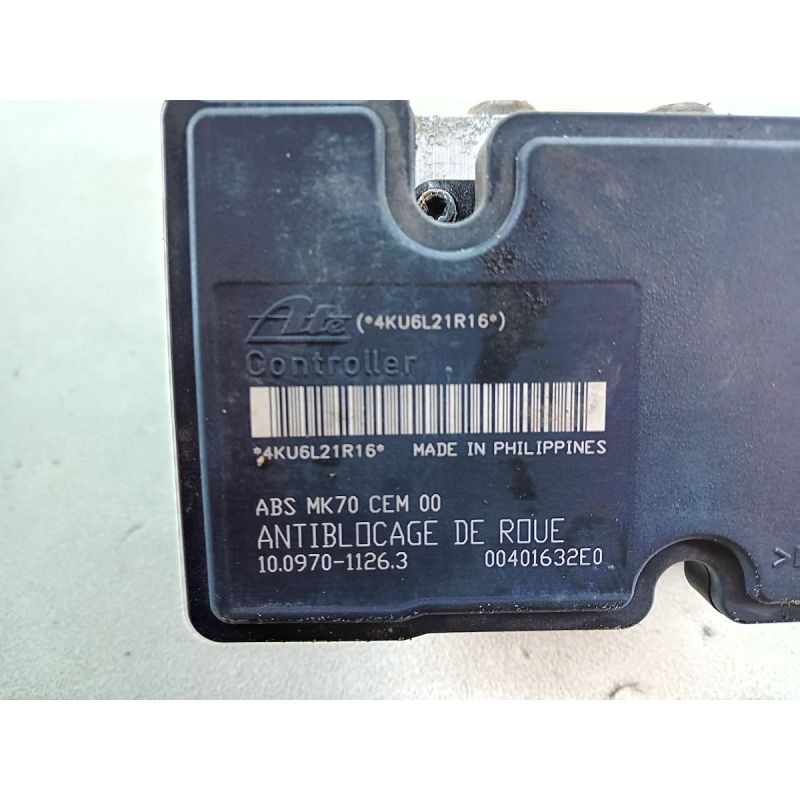 Ate (*4KU6L21R16*)
Controller
*4KU6L21R16* MADE IN PHILIPPINES
ABS MK70 CEM 00
ANTIBLOCAGE DE ROUE
10.0970-1126.3 00401632E0